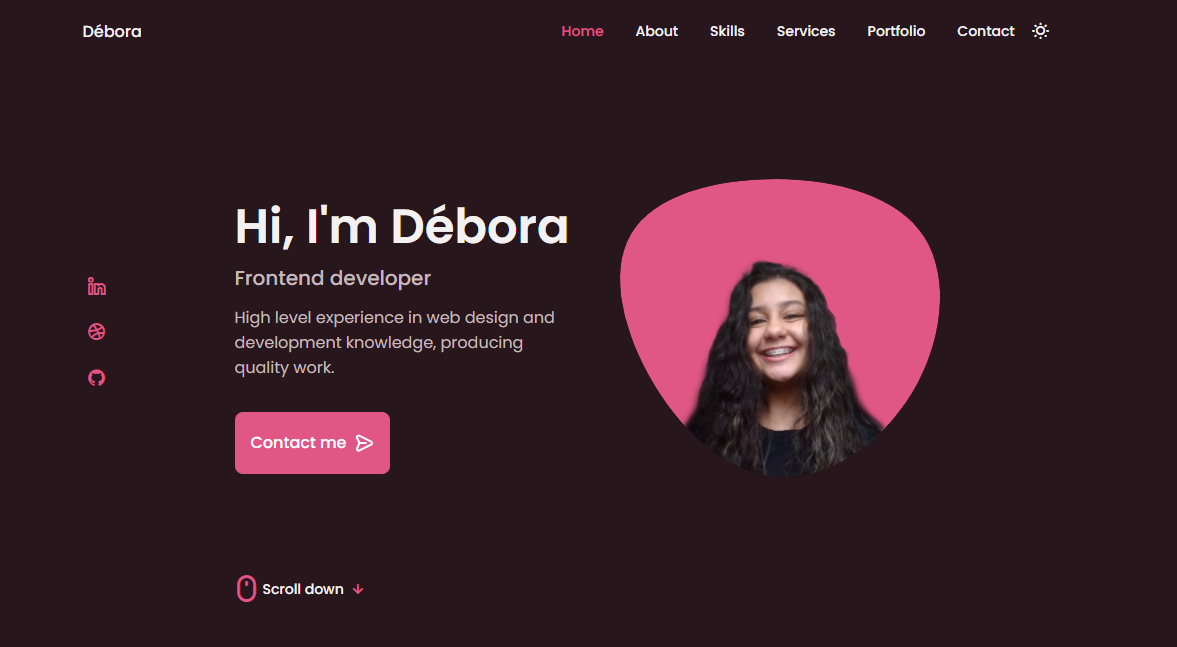 Débora
Home About Skills Services Portfolio Contact
Hi, I'm Débora
Frontend developer
High level experience in web design and
development knowledge, producing
quality work.
Contact me
Scroll down